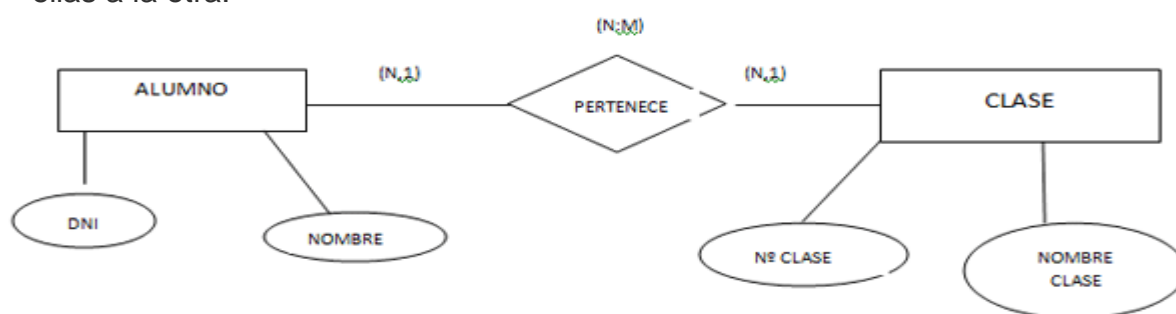 (N:M)
(N,1)
(N,1)
ALUMNO
PERTENECE
CLASE
DNI
NOMBRE
Nº CLASE
NOMBRE
CLASE